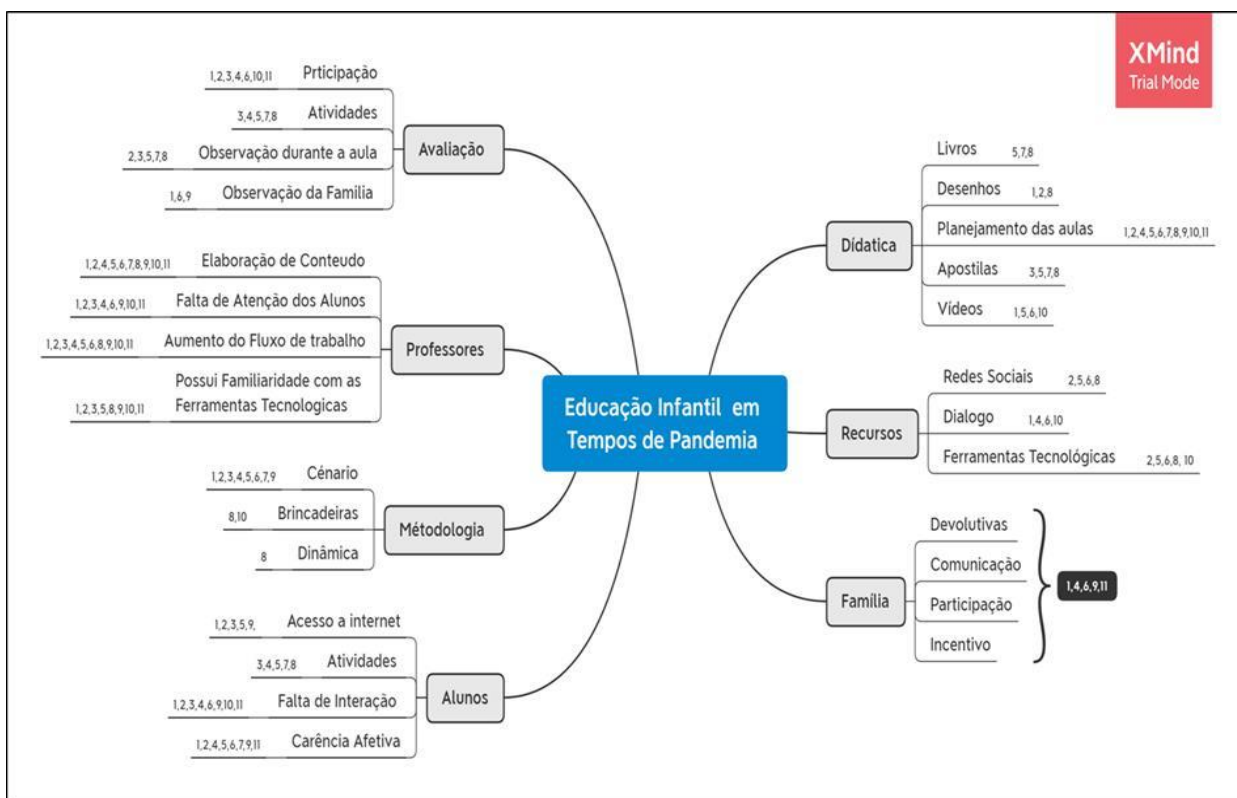 XMind
Trial Mode
Educação Infantil em
Tempos de Pandemia
Avaliação
1,2,3,4,6,10,11 Prticipação
3,4,5,7,8 Atividades
2,3,5,7,8 Observação durante a aula
1,6,9 Observação da Familia
Professores
1,2,4,5,6,7,8,9,10,11 Elaboração de Conteudo
1,2,3,4,6,9,10,11 Falta de Atenção dos Alunos
1,2,3,4,5,6,8,9,10,11 Aumento do Fluxo de trabalho
Possui Familiaridade com as
1,2,3,5,8,9,10,11 Ferramentas Tecnologicas
Métodologia
1,2,3,4,5,6,7,9 Cénario
8,10 Brincadeiras
8 Dinâmica
Alunos
1,2,3,5,9, Acesso a internet
3,4,5,7,8 Atividades
1,2,3,4,6,9,10,11 Falta de Interação
1,2,4,5,6,7,9,11 Carência Afetiva
Dídatica
Livros 5,7,8
Desenhos 1,2,8
Planejamento das aulas 1,2,4,5,6,7,8,9,10,11
Apostilas 3,5,7,8
Vídeos 1,5,6,10
Recursos
Redes Sociais 2,5,6,8
Dialogo 1,4,6,10
Ferramentas Tecnológicas 2,5,6,8, 10
Família
Devolutivas
Comunicação
Participação
Incentivo
1,4,6,9,11